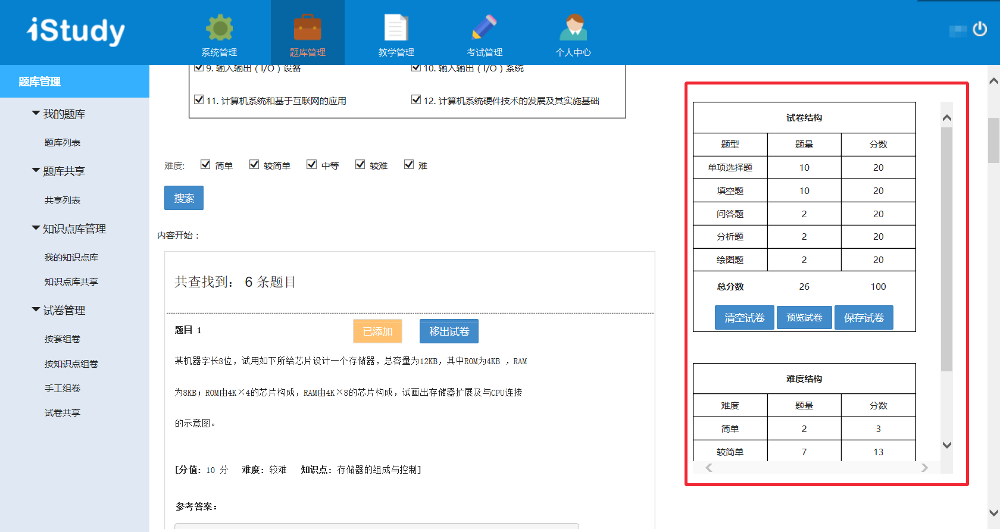 iStudy
系统管理
题库管理
教学管理
考试管理
个人中心
题库管理
我的题库
题库列表
题库共享
共享列表
知识点库管理
我的知识点库
知识点库共享
试卷管理
按套组卷
按知识点组卷
手工组卷
试卷共享
9. 输入输出(I/O)设备
10. 输入输出(I/O)系统
11. 计算机系统和基于互联网的应用
12. 计算机系统硬件技术的发展及其实施基础
难度: 简单 较简单 中等 较难 难
搜索
内容开始：
共查找到： 6 条题目
题目 1 已添加 移出试卷
某机器字长8位，试用如下所给芯片设计一个存储器，总容量为12KB，其中ROM为4KB ，RAM
为8KB；ROM由4K×4的芯片构成，RAM由4K×8的芯片构成，试画出存储器扩展及与CPU连接
的示意图。
[分值：10 分 难度：较难 知识点：存储器的组成与控制]
参考答案：
试卷结构
题型 题量 分数
单项选择题 10 20
填空题 10 20
问答题 2 20
分析题 2 20
绘图题 2 20
总分数 26 100
清空试卷 预览试卷 保存试卷
难度结构
难度 题量 分数
简单 2 3
较简单 7 13